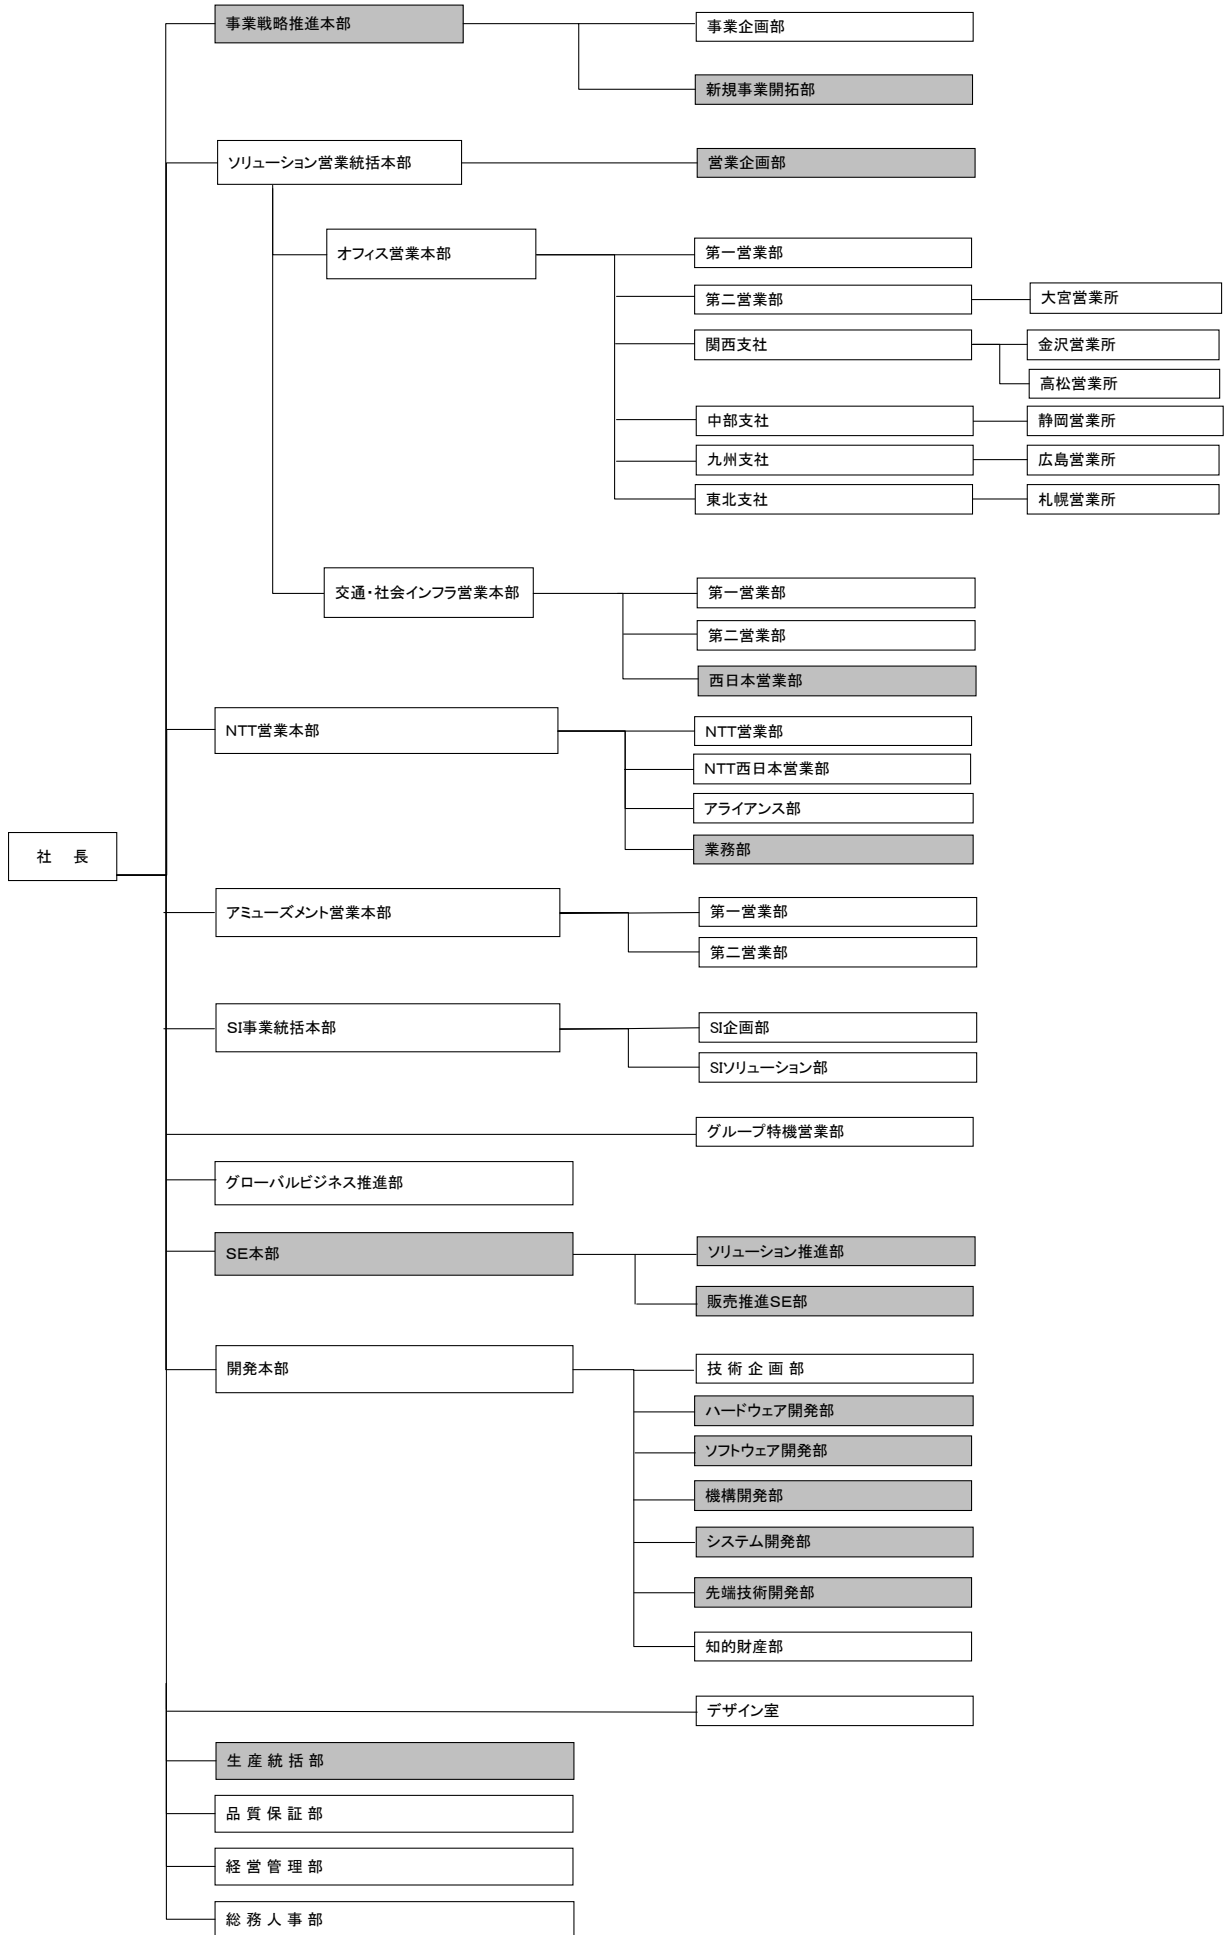 事業戦略推進本部
事業企画部
新規事業開拓部
ソリューション営業統括本部
営業企画部
オフィス営業本部
第一営業部
第二営業部
大宮営業所
関西支社
金沢営業所
高松営業所
中部支社
静岡営業所
九州支社
広島営業所
東北支社
札幌営業所
交通・社会インフラ営業本部
第一営業部
第二営業部
西日本営業部
NTT営業本部
NTT営業部
NTT西日本営業部
アライアンス部
業務部
社 長
アミューズメント営業本部
第一営業部
第二営業部
SI事業統括本部
SI企画部
SIソリューション部
グループ特機営業部
グローバルビジネス推進部
SE本部
ソリューション推進部
販売推進SE部
開発本部
技 術 企 画 部
ハードウェア開発部
ソフトウェア開発部
機構開発部
システム開発部
先端技術開発部
知的財産部
デザイン室
生 産 統 括 部
品 質 保 証 部
経 営 管 理 部
総 務 人 事 部